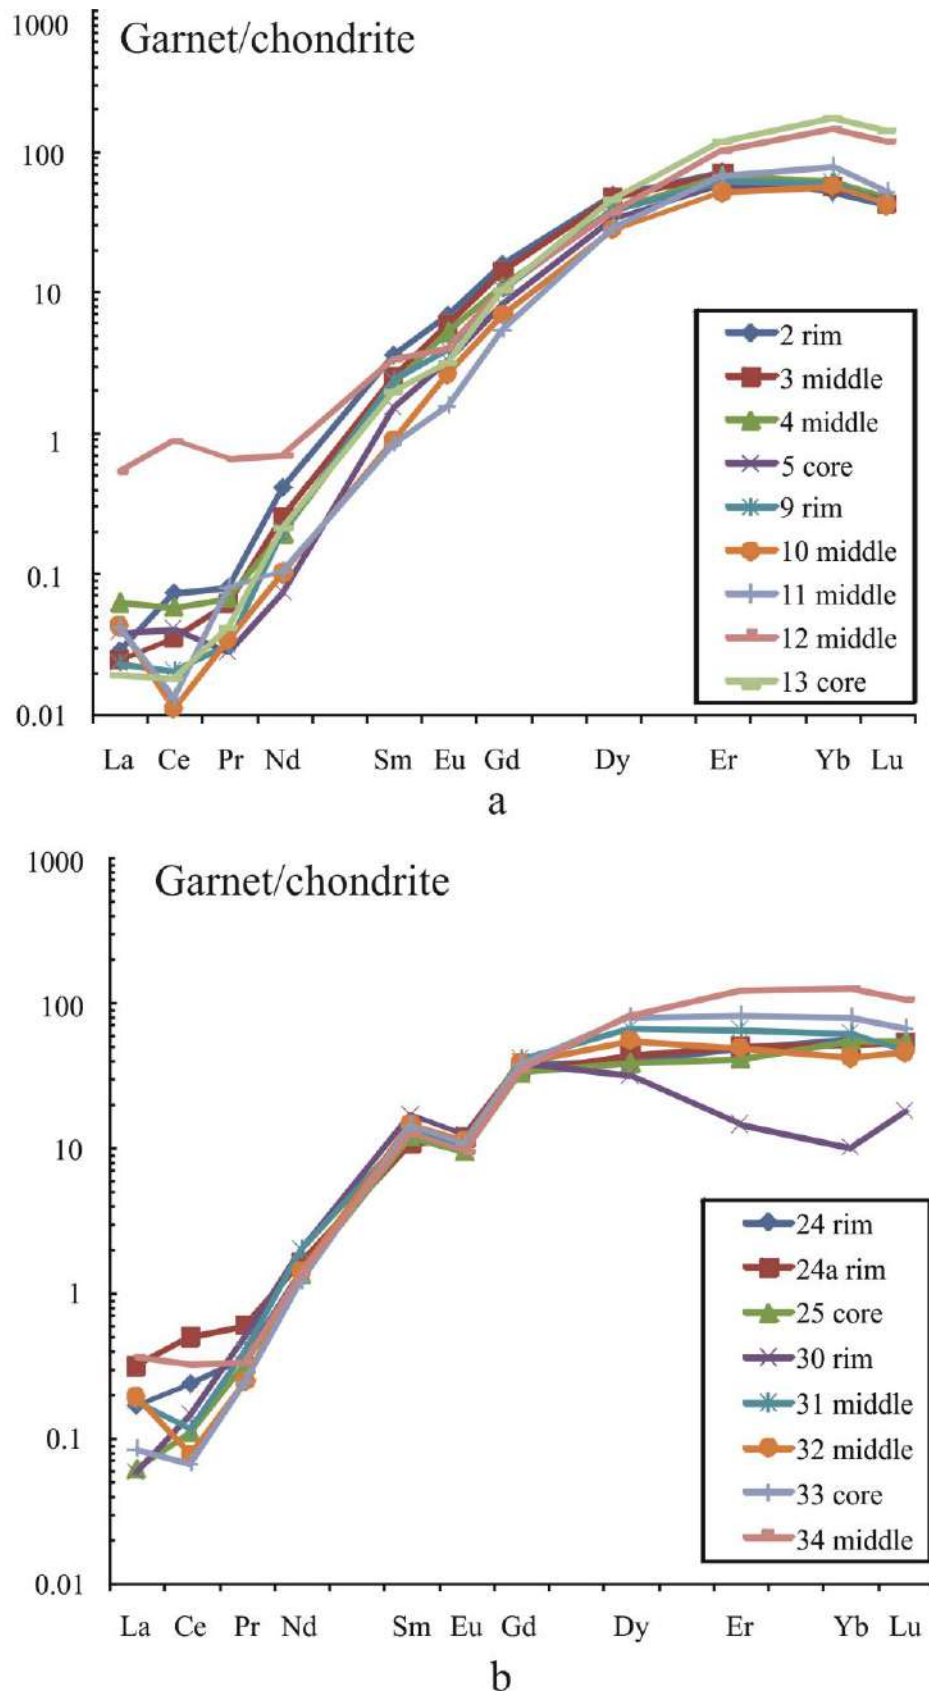 Garnet/chondrite
1000
100
10
1
0.1
0.01
2 rim
3 middle
4 middle
5 core
9 rim
10 middle
11 middle
12 middle
13 core
La Ce Pr Nd Sm Eu Gd Dy Er Yb Lu
a
Garnet/chondrite
1000
100
10
1
0.1
0.01
24 rim
24a rim
25 core
30 rim
31 middle
32 middle
33 core
34 middle
La Ce Pr Nd Sm Eu Gd Dy Er Yb Lu
b